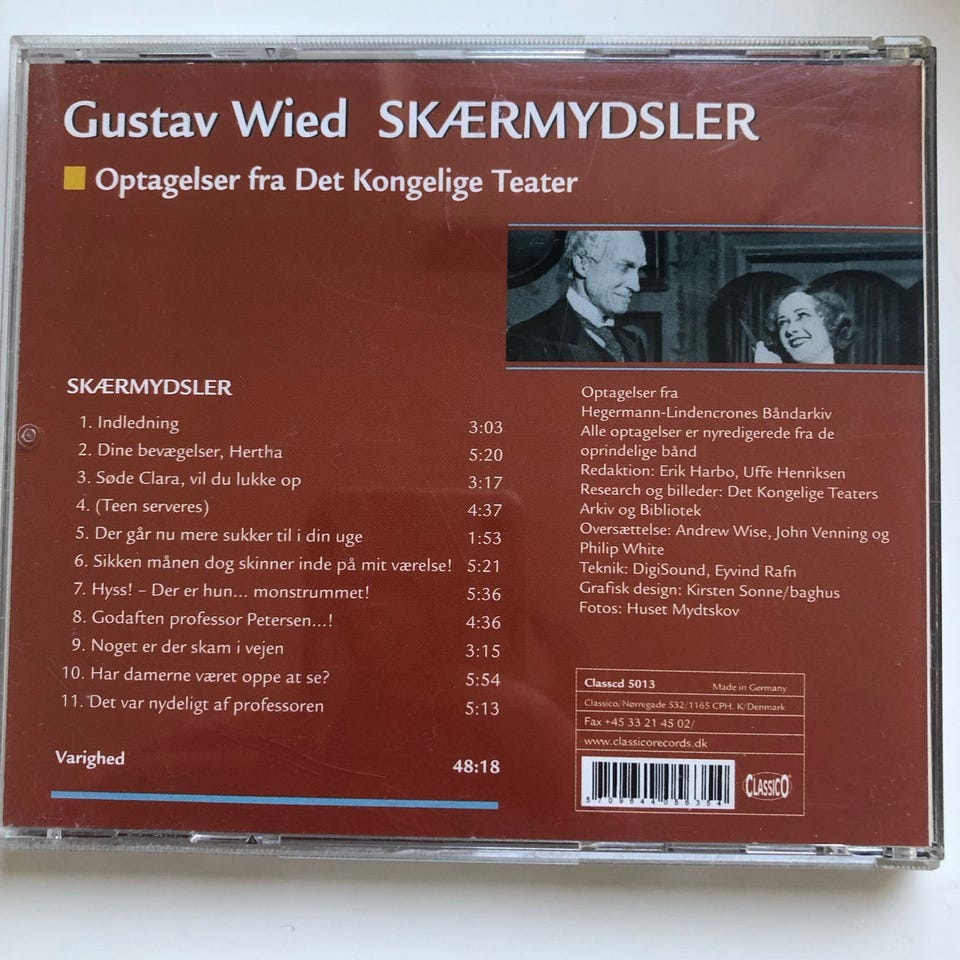 Gustav Wied SKÆRMYDSLER
Optagelser fra Det Kongelige Teater
SKÆRMYDSLER
1. Indledning 3:03
2. Dine bevægelser, Hertha 5:20
3. Søde Clara, vil du lukke op 3:17
4. (Teen serveres) 4:37
5. Der går nu mere sukker til i din uge 1:53
6. Sikken månen dog skinner inde på mit værelse! 5:21
7. Hyss! – Der er hun... monstrummet! 5:36
8. Godaften professor Petersen...! 4:36
9. Noget er der skam i vejen 3:15
10. Har damerne været oppe at se? 5:54
11. Det var nydeligt af professoren 5:13
Varighed 48:18
Optagelser fra
Hegermann-Lindencrones Båndarkiv
Alle optagelser er nyredigerede fra de
oprindelige bånd
Redaktion: Erik Harbo, Uffe Henriksen
Research og billeder: Det Kongelige Teaters
Arkiv og Bibliotek
Oversættelse: Andrew Wise, John Venning og
Philip White
Teknik: DigiSound, Eyvind Rafn
Grafisk design: Kirsten Sonne/baghus
Fotos: Huset Mydtskov
Classcd 5013 Made in Germany
Classico/Nørregade 532/1165 CPH. K/Denmark
Fax +45 33 21 45 02/
www.classicorecords.dk
5 709644 056354
CLASSICO